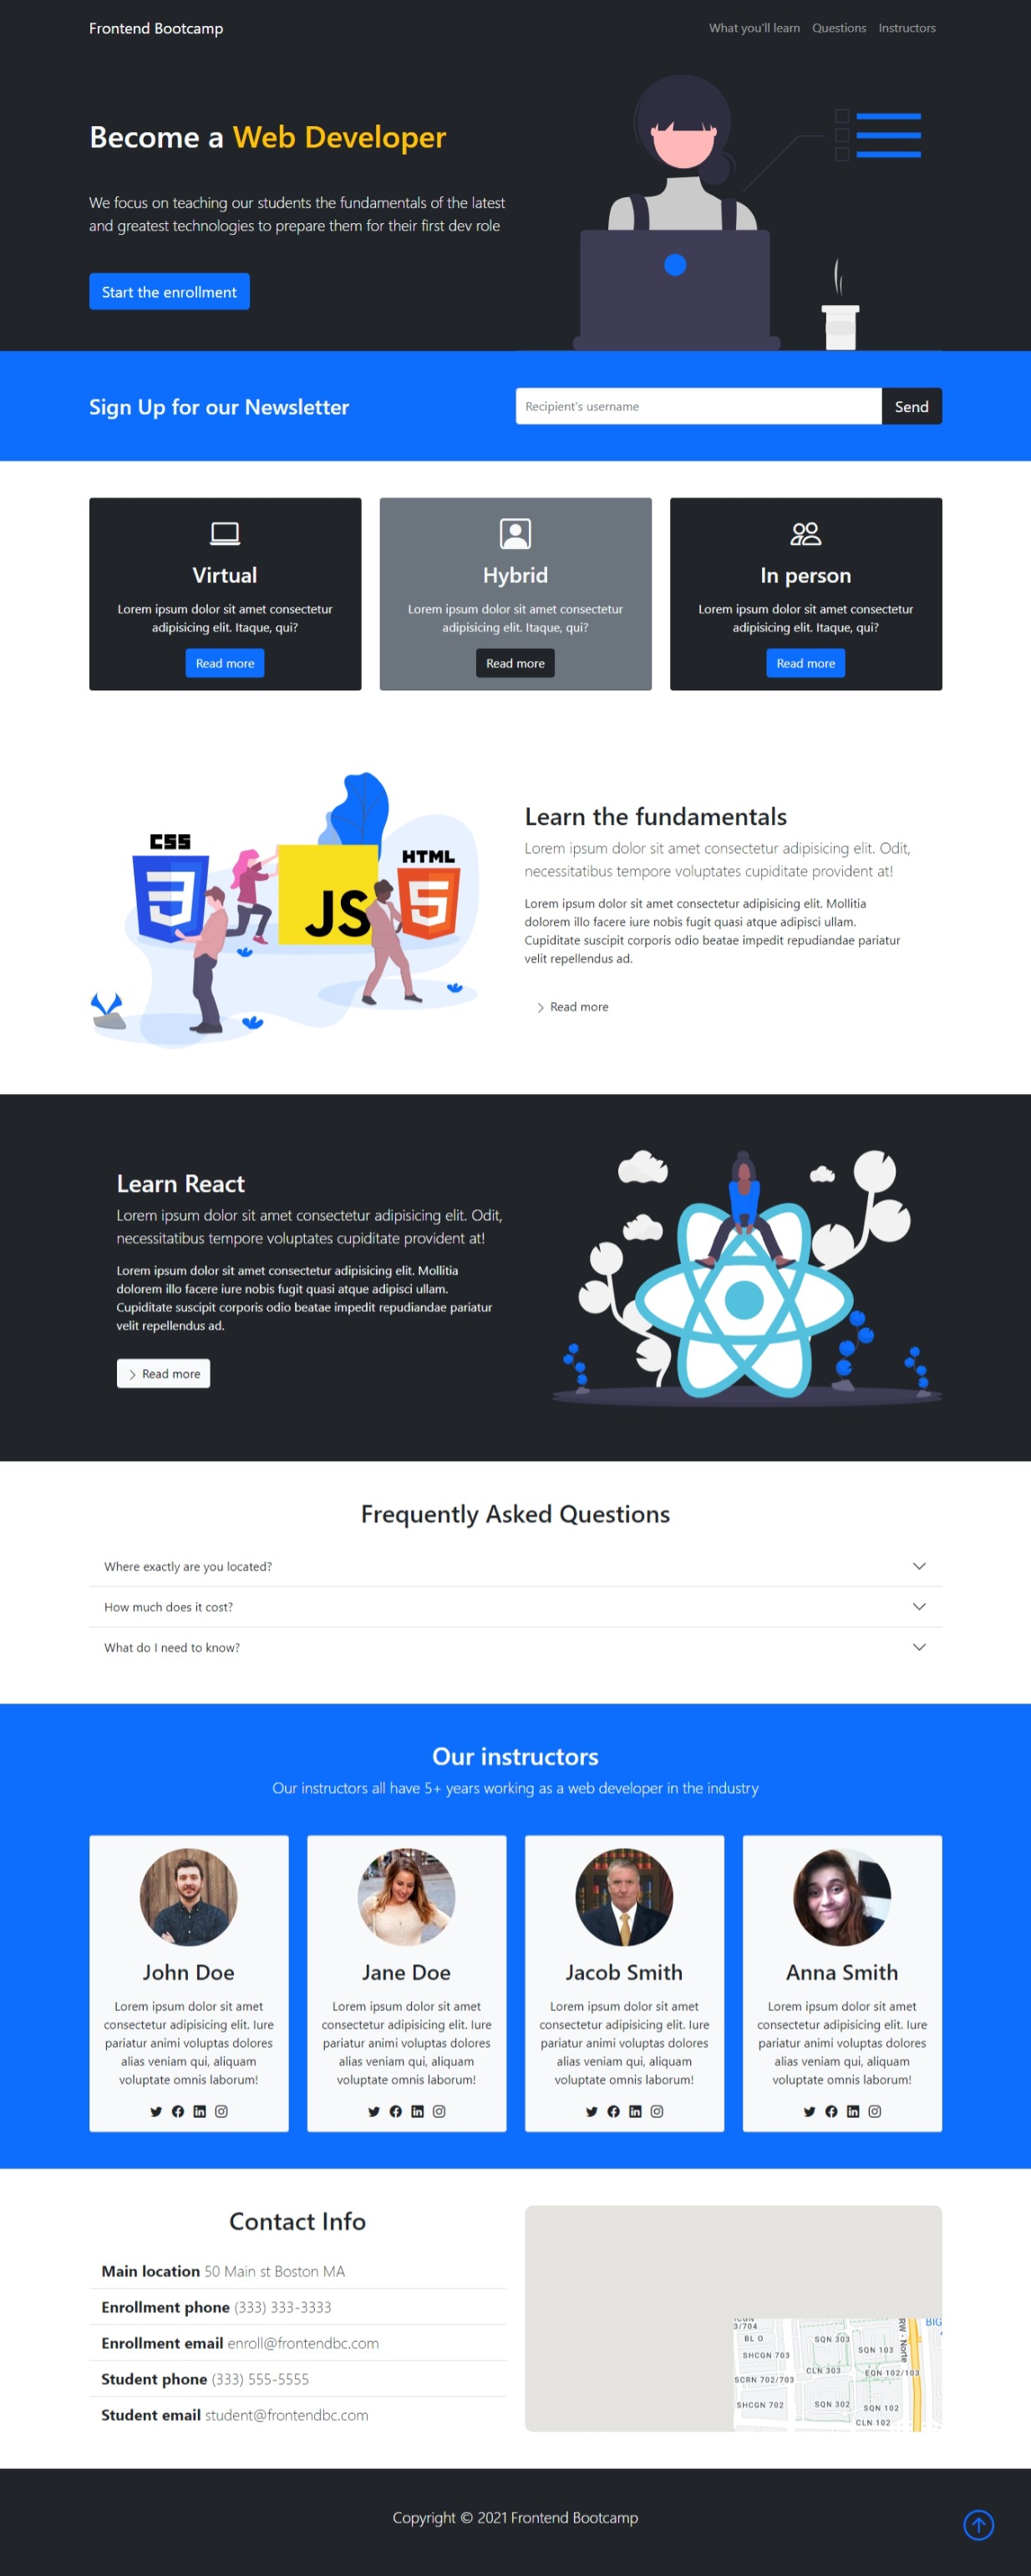 Frontend Bootcamp
What you'll learn Questions Instructors
Become a Web Developer
We focus on teaching our students the fundamentals of the latest
and greatest technologies to prepare them for their first dev role
Start the enrollment
Sign Up for our Newsletter
Recipient's username
Send
Virtual
Lorem ipsum dolor sit amet consectetur
adipisicing elit. Itaque, qui?
Read more
Hybrid
Lorem ipsum dolor sit amet consectetur
adipisicing elit. Itaque, qui?
Read more
In person
Lorem ipsum dolor sit amet consectetur
adipisicing elit. Itaque, qui?
Read more
CSS
3
JS
HTML
5
Learn the fundamentals
Lorem ipsum dolor sit amet consectetur adipisicing elit. Odit,
necessitatibus tempore voluptates cupiditate provident at!
Lorem ipsum dolor sit amet consectetur adipisicing elit. Mollitia
dolorem illo facere iure nobis fugit quasi atque adipisci ullam.
Cupiditate suscipit corporis odio beatae impedit repudiandae pariatur
velit repellendus ad.
Read more
Learn React
Lorem ipsum dolor sit amet consectetur adipisicing elit. Odit,
necessitatibus tempore voluptates cupiditate provident at!
Lorem ipsum dolor sit amet consectetur adipisicing elit. Mollitia
dolorem illo facere iure nobis fugit quasi atque adipisci ullam.
Cupiditate suscipit corporis odio beatae impedit repudiandae pariatur
velit repellendus ad.
Read more
Frequently Asked Questions
Where exactly are you located?
How much does it cost?
What do I need to know?
Our instructors
Our instructors all have 5+ years working as a web developer in the industry
John Doe
Lorem ipsum dolor sit amet
consectetur adipisicing elit. Iure
pariatur animi voluptas dolores
alias veniam qui, aliquam
voluptate omnis laborum!
Jane Doe
Lorem ipsum dolor sit amet
consectetur adipisicing elit. Iure
pariatur animi voluptas dolores
alias veniam qui, aliquam
voluptate omnis laborum!
Jacob Smith
Lorem ipsum dolor sit amet
consectetur adipisicing elit. Iure
pariatur animi voluptas dolores
alias veniam qui, aliquam
voluptate omnis laborum!
Anna Smith
Lorem ipsum dolor sit amet
consectetur adipisicing elit. Iure
pariatur animi voluptas dolores
alias veniam qui, aliquam
voluptate omnis laborum!
Contact Info
Main location 50 Main st Boston MA
Enrollment phone (333) 333-3333
Enrollment email enroll@frontendbc.com
Student phone (333) 555-5555
Student email student@frontendbc.com
3/704
BL O
SQN 303
SQN 103
SHCGN 703
CLN 303
EQN 102/103
SCRN 702/703
SHCGN 702
SQN 302
SQN 102
CLN 102
RW - Norte
BIG
Copyright © 2021 Frontend Bootcamp